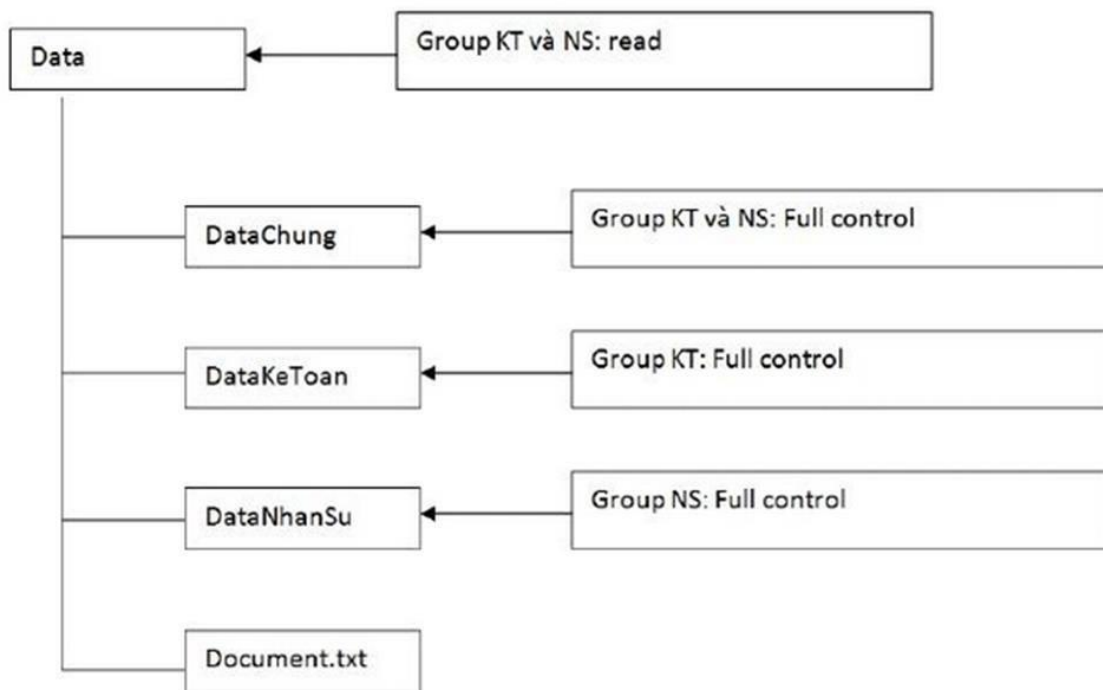 Data
Group KT và NS: read
DataChung
Group KT và NS: Full control
DataKeToan
Group KT: Full control
DataNhanSu
Group NS: Full control
Document.txt